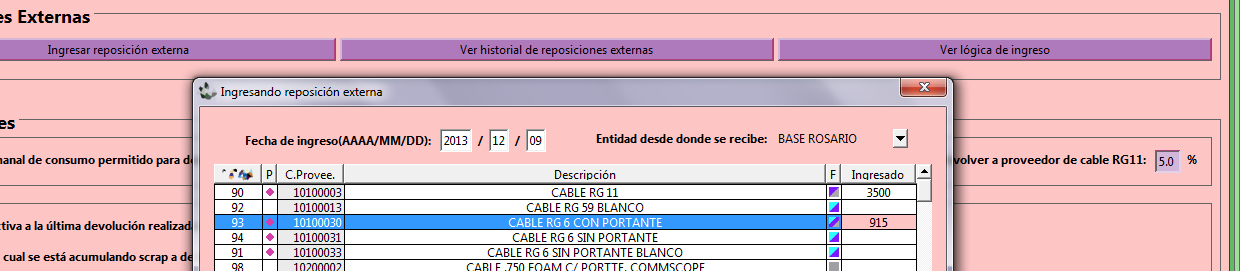 es Externas
Ingresar reposición externa
Ver historial de reposiciones externas
Ver lógica de ingreso
Ingresando reposición externa
es
Fecha de ingreso(AAAA/MM/DD): 2013 / 12 / 09
Entidad desde donde se recibe: BASE ROSARIO
anal de consumo permitido para d
volver a proveedor de cable RG11: 5.0 %
P C.Provee. Descripción F Ingresado
90 10100003 CABLE RG 11 3500
92 10100013 CABLE RG 59 BLANCO
93 10100030 CABLE RG 6 CON PORTANTE 915
94 10100031 CABLE RG 6 SIN PORTANTE
91 10100033 CABLE RG 6 SIN PORTANTE BLANCO
98 10200002 CABLE .750 FOAM C/ PORTTE. COMMSCOPE
ctiva a la última devolución realizada
cual se está acumulando scrap a de